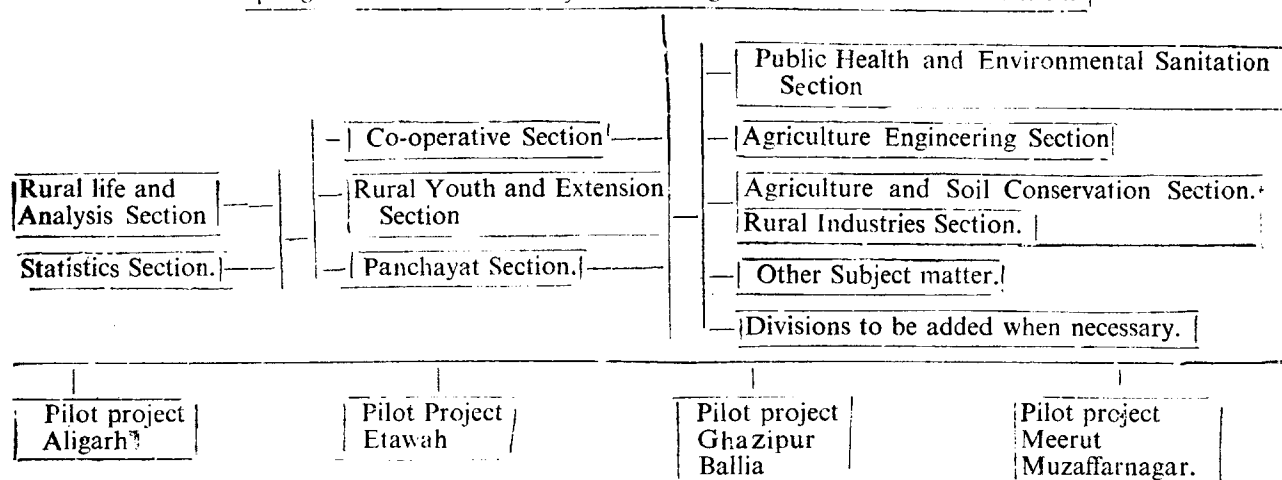 Public Health and Environmental Sanitation
Section
Co-operative Section
Agriculture Engineering Section
Rural life and
Analysis Section
Rural Youth and Extension
Section
Agriculture and Soil Conservation Section.
Rural Industries Section.
Statistics Section.
Panchayat Section.
Other Subject matter.
Divisions to be added when necessary.
Pilot project
Aligarh
Pilot Project
Etawah
Pilot project
Ghazipur
Ballia
Pilot project
Meerut
Muzaffarnagar.